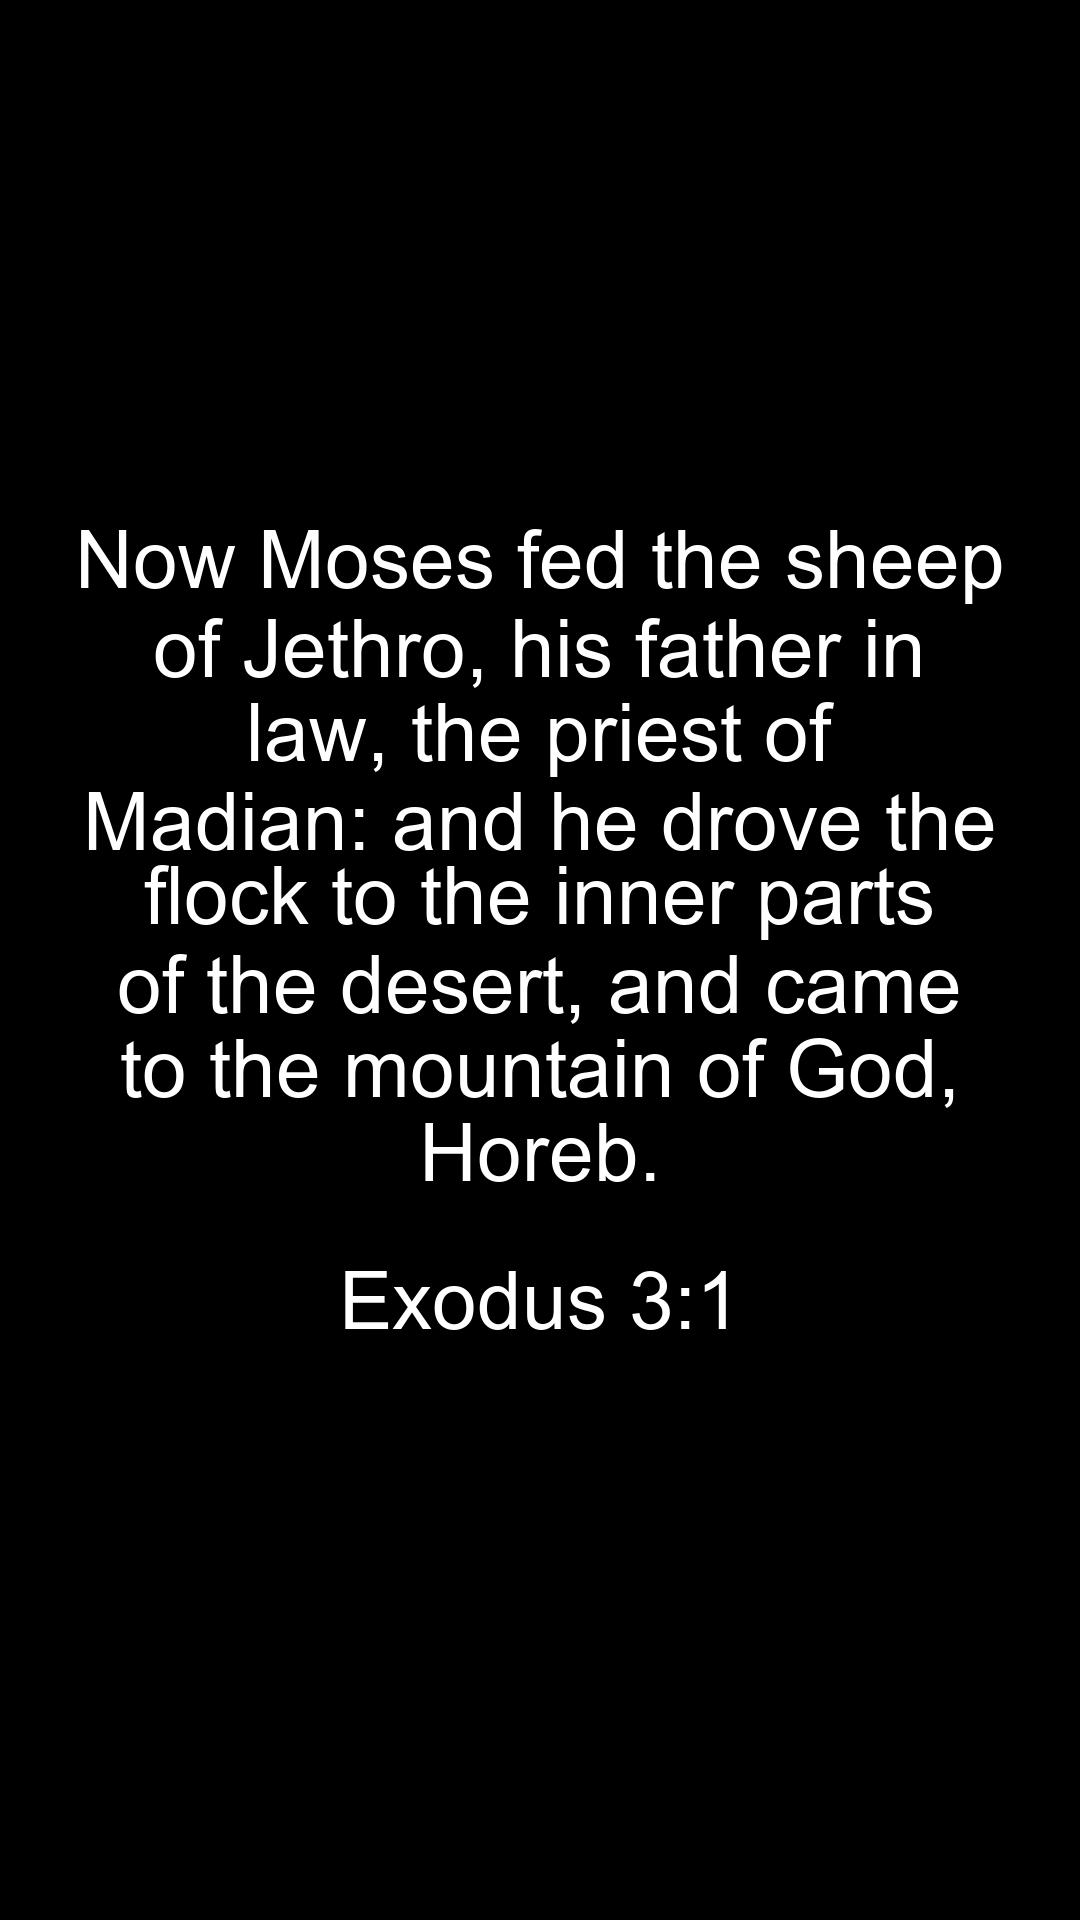 Now Moses fed the sheep
of Jethro, his father in
law, the priest of
Madian: and he drove the
flock to the inner parts
of the desert, and came
to the mountain of God,
Horeb.
Exodus 3:1